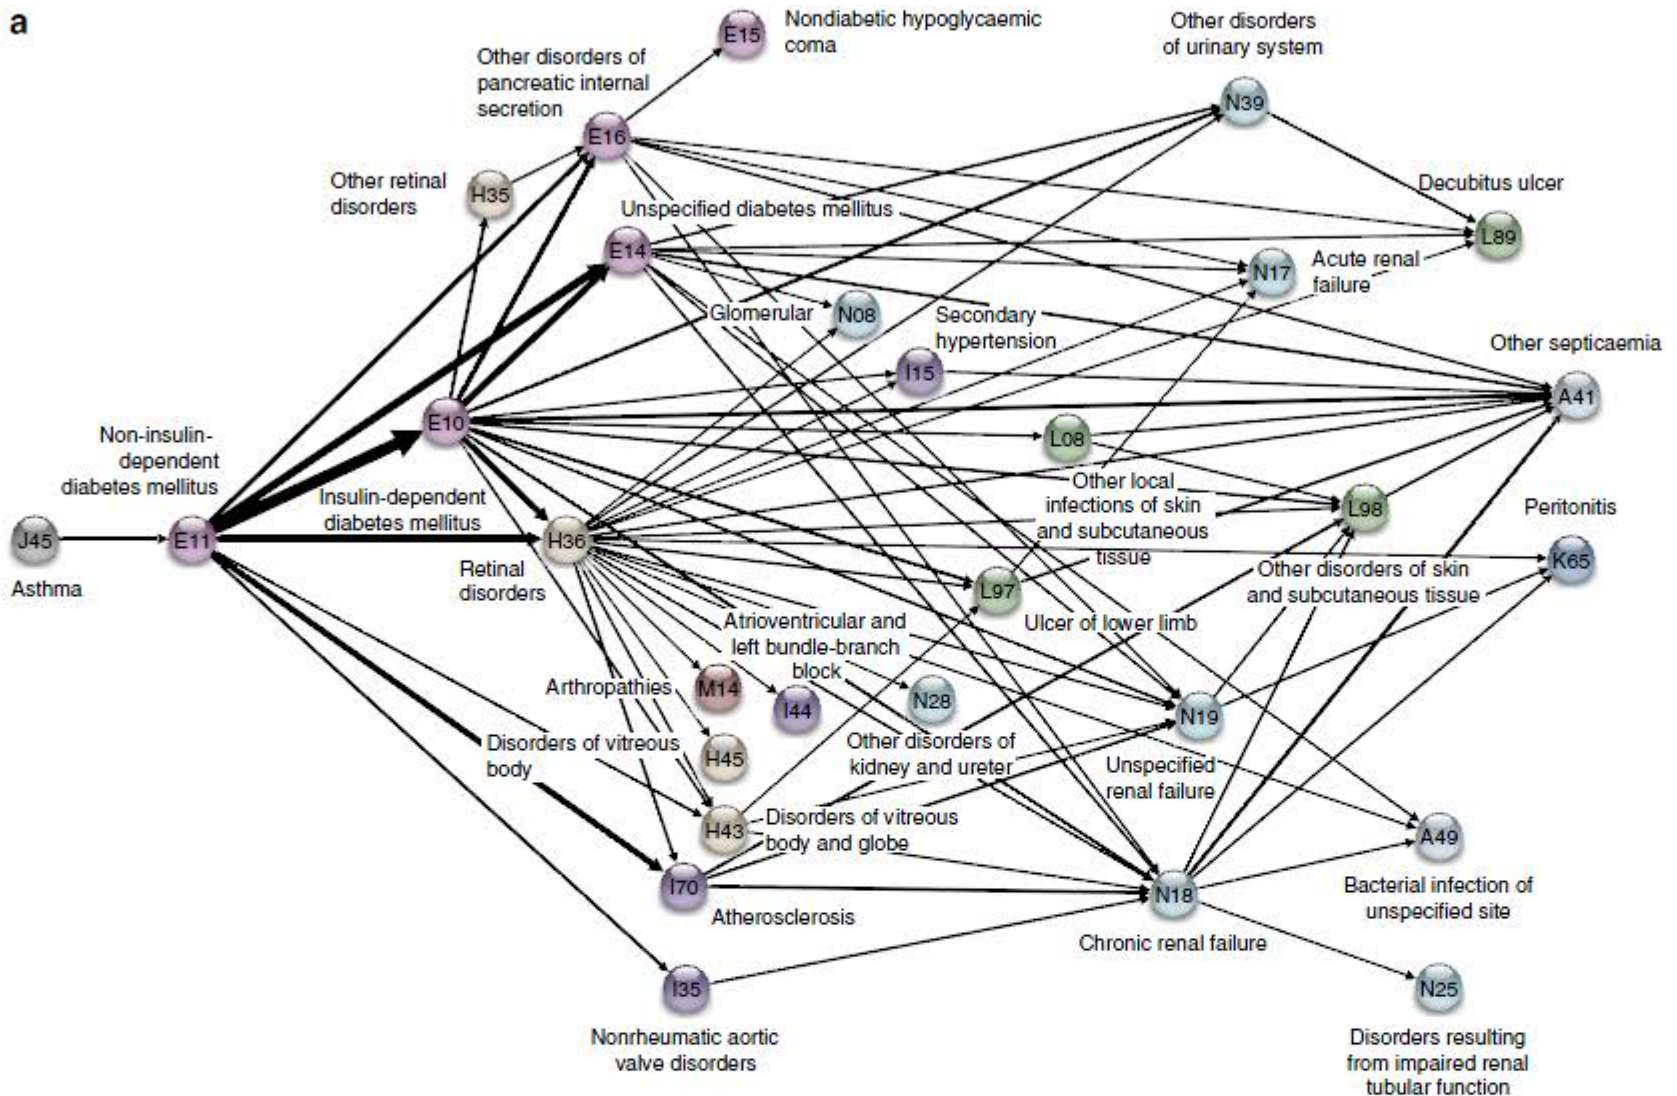 a
E15
Nondiabetic hypoglycaemic
coma
Other disorders
of urinary system
Other disorders of
pancreatic internal
secretion
N39
E16
Other retinal
disorders
H35
Decubitus ulcer
Unspecified diabetes mellitus
L89
E14
N17
Acute renal
failure
Glomerular
N08
Secondary
hypertension
Other septicaemia
I15
A41
E10
L08
Non-insulin-
dependent
diabetes mellitus
Insulin-dependent
diabetes mellitus
Other local
infections of skin
and subcutaneous
tissue
L98
Peritonitis
J45
E11
H36
K65
Asthma
Retinal
disorders
L97
Other disorders of skin
and subcutaneous tissue
Atrioventricular and
left bundle-branch
block
Ulcer of lower limb
Arthropathies
M14
I44
N28
N19
Disorders of vitreous
body
H45
Other disorders of
kidney and ureter
Unspecified
renal failure
H43
Disorders of vitreous
body and globe
A49
I70
N18
Atherosclerosis
Bacterial infection of
unspecified site
Chronic renal failure
I35
N25
Nonrheumatic aortic
valve disorders
Disorders resulting
from impaired renal
tubular function